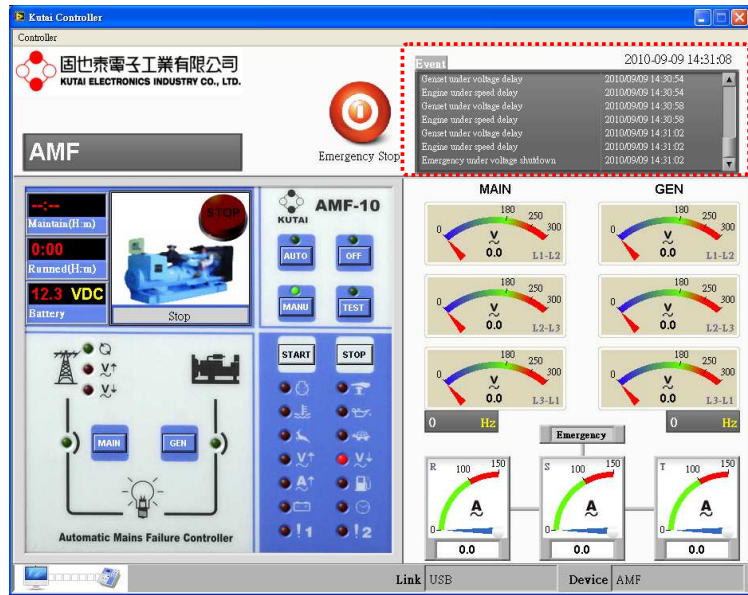 Kutai Controller
Controller
固也泰電子工業有限公司
KUTAI ELECTRONICS INDUSTRY CO., LTD.
AMF
Emergency Stop
Event
2010-09-09 14:31:08
Genset under voltage delay 2010/09/09 14:30:54
Engine under speed delay 2010/09/09 14:30:54
Genset under voltage delay 2010/09/09 14:30:58
Engine under speed delay 2010/09/09 14:30:58
Genset under voltage delay 2010/09/09 14:31:02
Engine under speed delay 2010/09/09 14:31:02
Emergency under voltage shutdown 2010/09/09 14:31:02
--:--
Maintain(H:m)
0:00
Runned(H:m)
12.3 VDC
Battery
STOP
Stop
KUTAI
AMF-10
AUTO
OFF
MANU
TEST
START
STOP
V↑
V↓
MAIN
GEN
Automatic Mains Failure Controller
V↑
V↓
A↑
!1
!2
MAIN
GEN
0 180 250 300
V
0.0
L1-L2
0 180 250 300
V
0.0
L1-L2
0 180 250 300
V
0.0
L2-L3
0 180 250 300
V
0.0
L2-L3
0 180 250 300
V
0.0
L3-L1
0 180 250 300
V
0.0
L3-L1
0 Hz
0 Hz
Emergency
R 0 100 150
A
0.0
S 0 100 150
A
0.0
T 0 100 150
A
0.0
Link USB
Device AMF